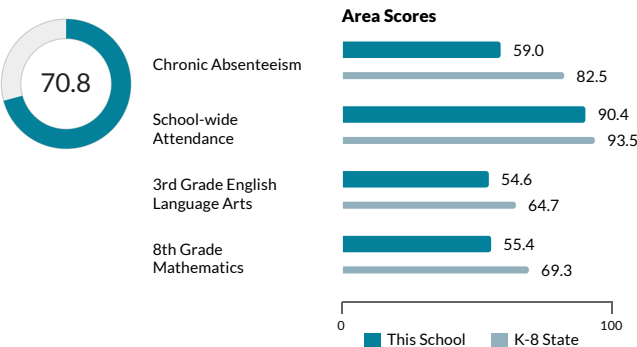 Area Scores
70.8
Chronic Absenteeism
59.0
82.5
School-wide
Attendance
90.4
93.5
3rd Grade English
Language Arts
54.6
64.7
8th Grade
Mathematics
55.4
69.3
0
100
This School
K-8 State